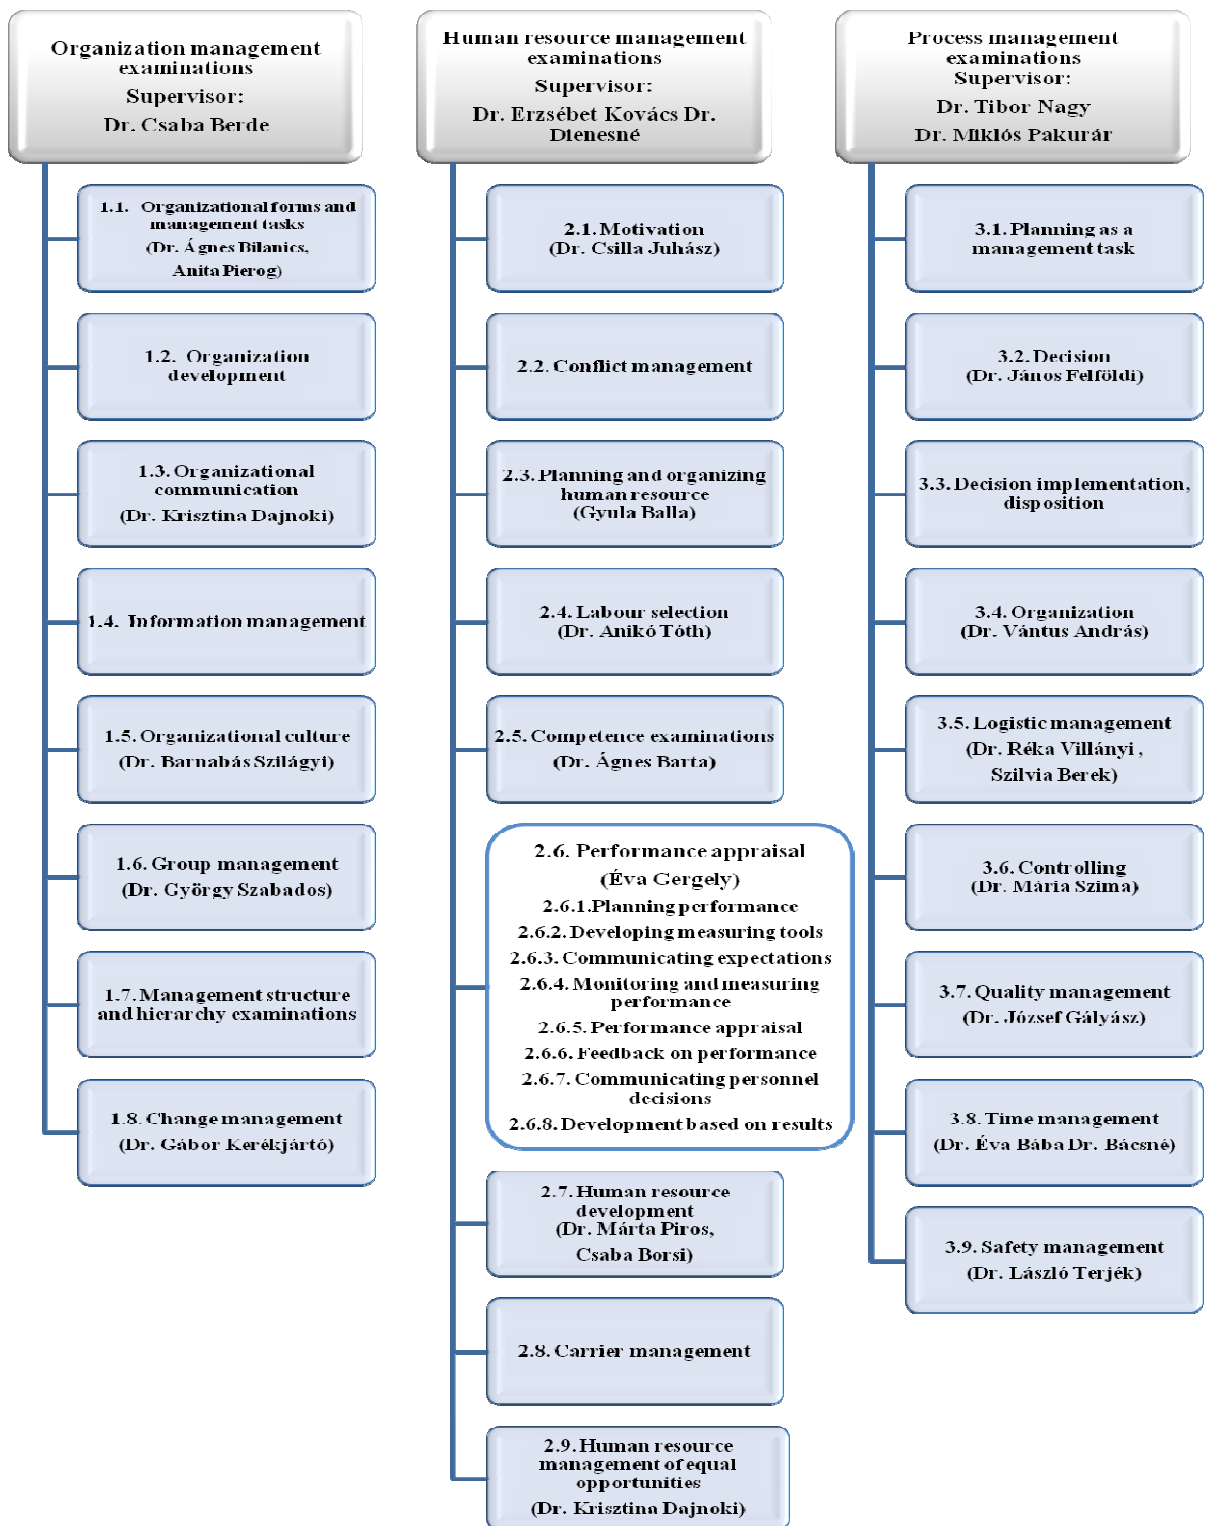 Organization management
examinations
Supervisor:
Dr. Csaba Berde
1.1. Organizational forms and
management tasks
(Dr. Ágnes Bilanics,
Anita Pierog)
1.2. Organization
development
1.3. Organizational
communication
(Dr. Krisztina Dajnoki)
1.4. Information management
1.5. Organizational culture
(Dr. Barnabás Szilágyi)
1.6. Group management
(Dr. György Szabados)
1.7. Management structure
and hierarchy examinations
1.8. Change management
(Dr. Gábor Kerékjártó)
Human resource management
examinations
Supervisor:
Dr. Erzsébet Kovács Dr.
Dienesné
2.1. Motivation
(Dr. Csilla Juhász)
2.2. Conflict management
2.3. Planning and organizing
human resource
(Gyula Balla)
2.4. Labour selection
(Dr. Anikó Tóth)
2.5. Competence examinations
(Dr. Ágnes Barta)
2.6. Performance appraisal
(Éva Gergely)
2.6.1.Planning performance
2.6.2. Developing measuring tools
2.6.3. Communicating expectations
2.6.4. Monitoring and measuring
performance
2.6.5. Performance appraisal
2.6.6. Feedback on performance
2.6.7. Communicating personnel
decisions
2.6.8. Development based on results
2.7. Human resource
development
(Dr. Márta Piros,
Csaba Borsi)
2.8. Carrier management
2.9. Human resource
management of equal
opportunities
(Dr. Krisztina Dajnoki)
Process management
examinations
Supervisor:
Dr. Tibor Nagy
Dr. Miklós Pakurár
3.1. Planning as a
management task
3.2. Decision
(Dr. János Felföldi)
3.3. Decision implementation,
disposition
3.4. Organization
(Dr. Vántus András)
3.5. Logistic management
(Dr. Réka Villányi ,
Szilvia Berek)
3.6. Controlling
(Dr. Mária Szima)
3.7. Quality management
(Dr. József Gályász)
3.8. Time management
(Dr. Éva Bába Dr. Bácsné)
3.9. Safety management
(Dr. László Terjék)